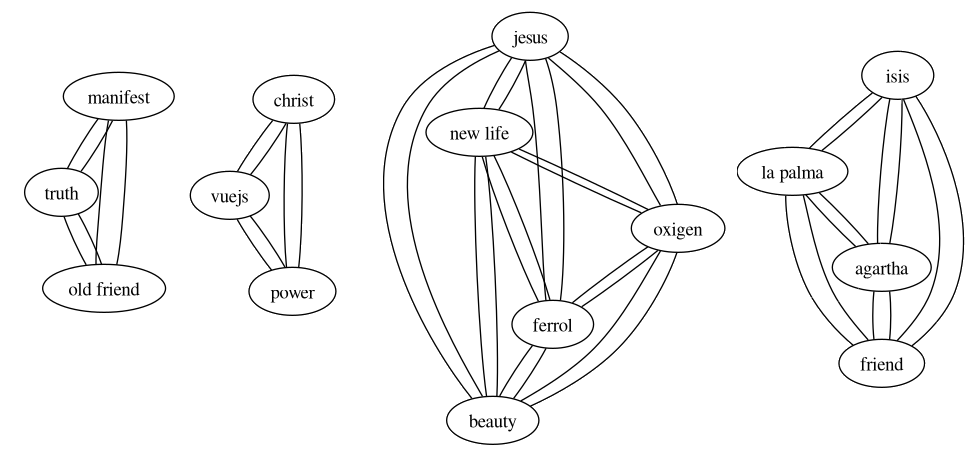 manifest
truth
old friend
christ
vuejs
power
jesus
new life
oxigen
ferrol
beauty
isis
la palma
agartha
friend